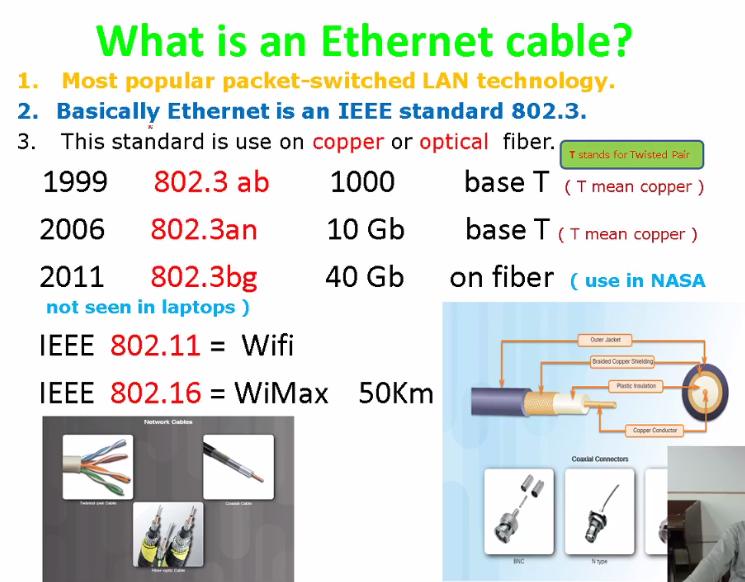 What is an Ethernet cable?
1. Most popular packet-switched LAN technology.
2. Basically Ethernet is an IEEE standard 802.3.
3. This standard is use on copper or optical fiber.
T stands for Twisted Pair
1999 802.3 ab 1000 base T ( T mean copper )
2006 802.3an 10 Gb base T ( T mean copper )
2011 802.3bg 40 Gb on fiber ( use in NASA
not seen in laptops )
IEEE 802.11 = Wifi
IEEE 802.16 = WiMax 50Km
Outer Jacket
Braided Copper Shielding
Plastic Insulation
Copper Conductor
Network Cables
Twisted-pair Cable
Coaxial Cable
Fiber-optic Cable
Coaxial Connectors
BNC
N type